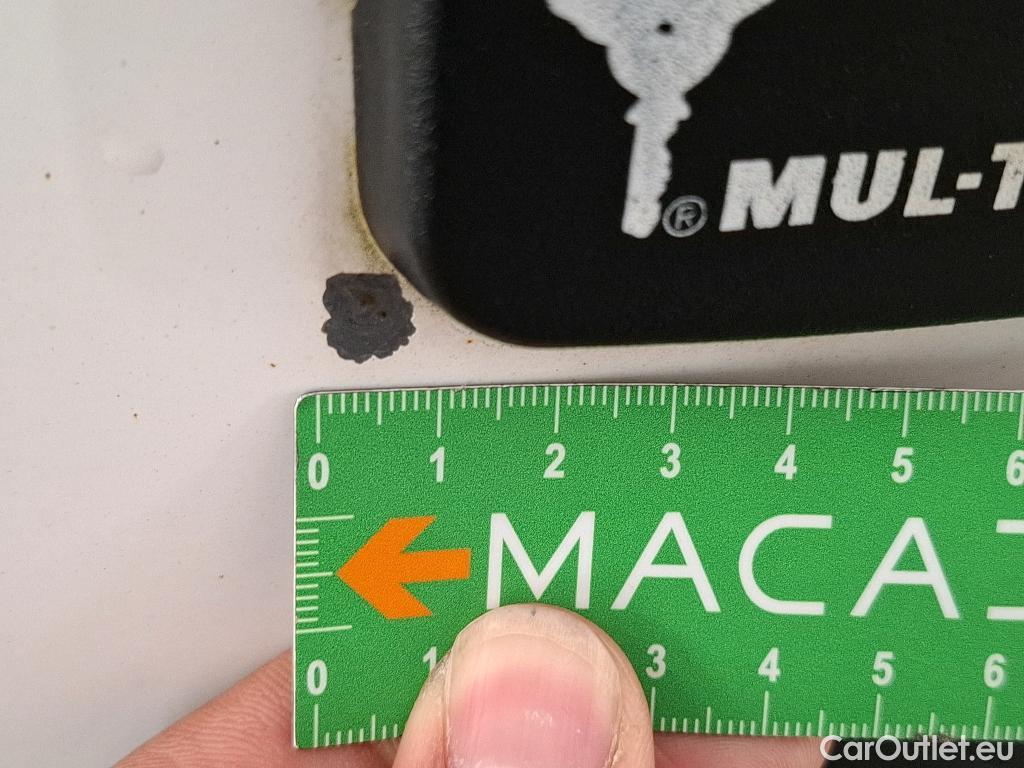 ® MUL-T
0 1 2 3 4 5 6
MACA
0 1 3 4 5 6
CarOutlet.eu